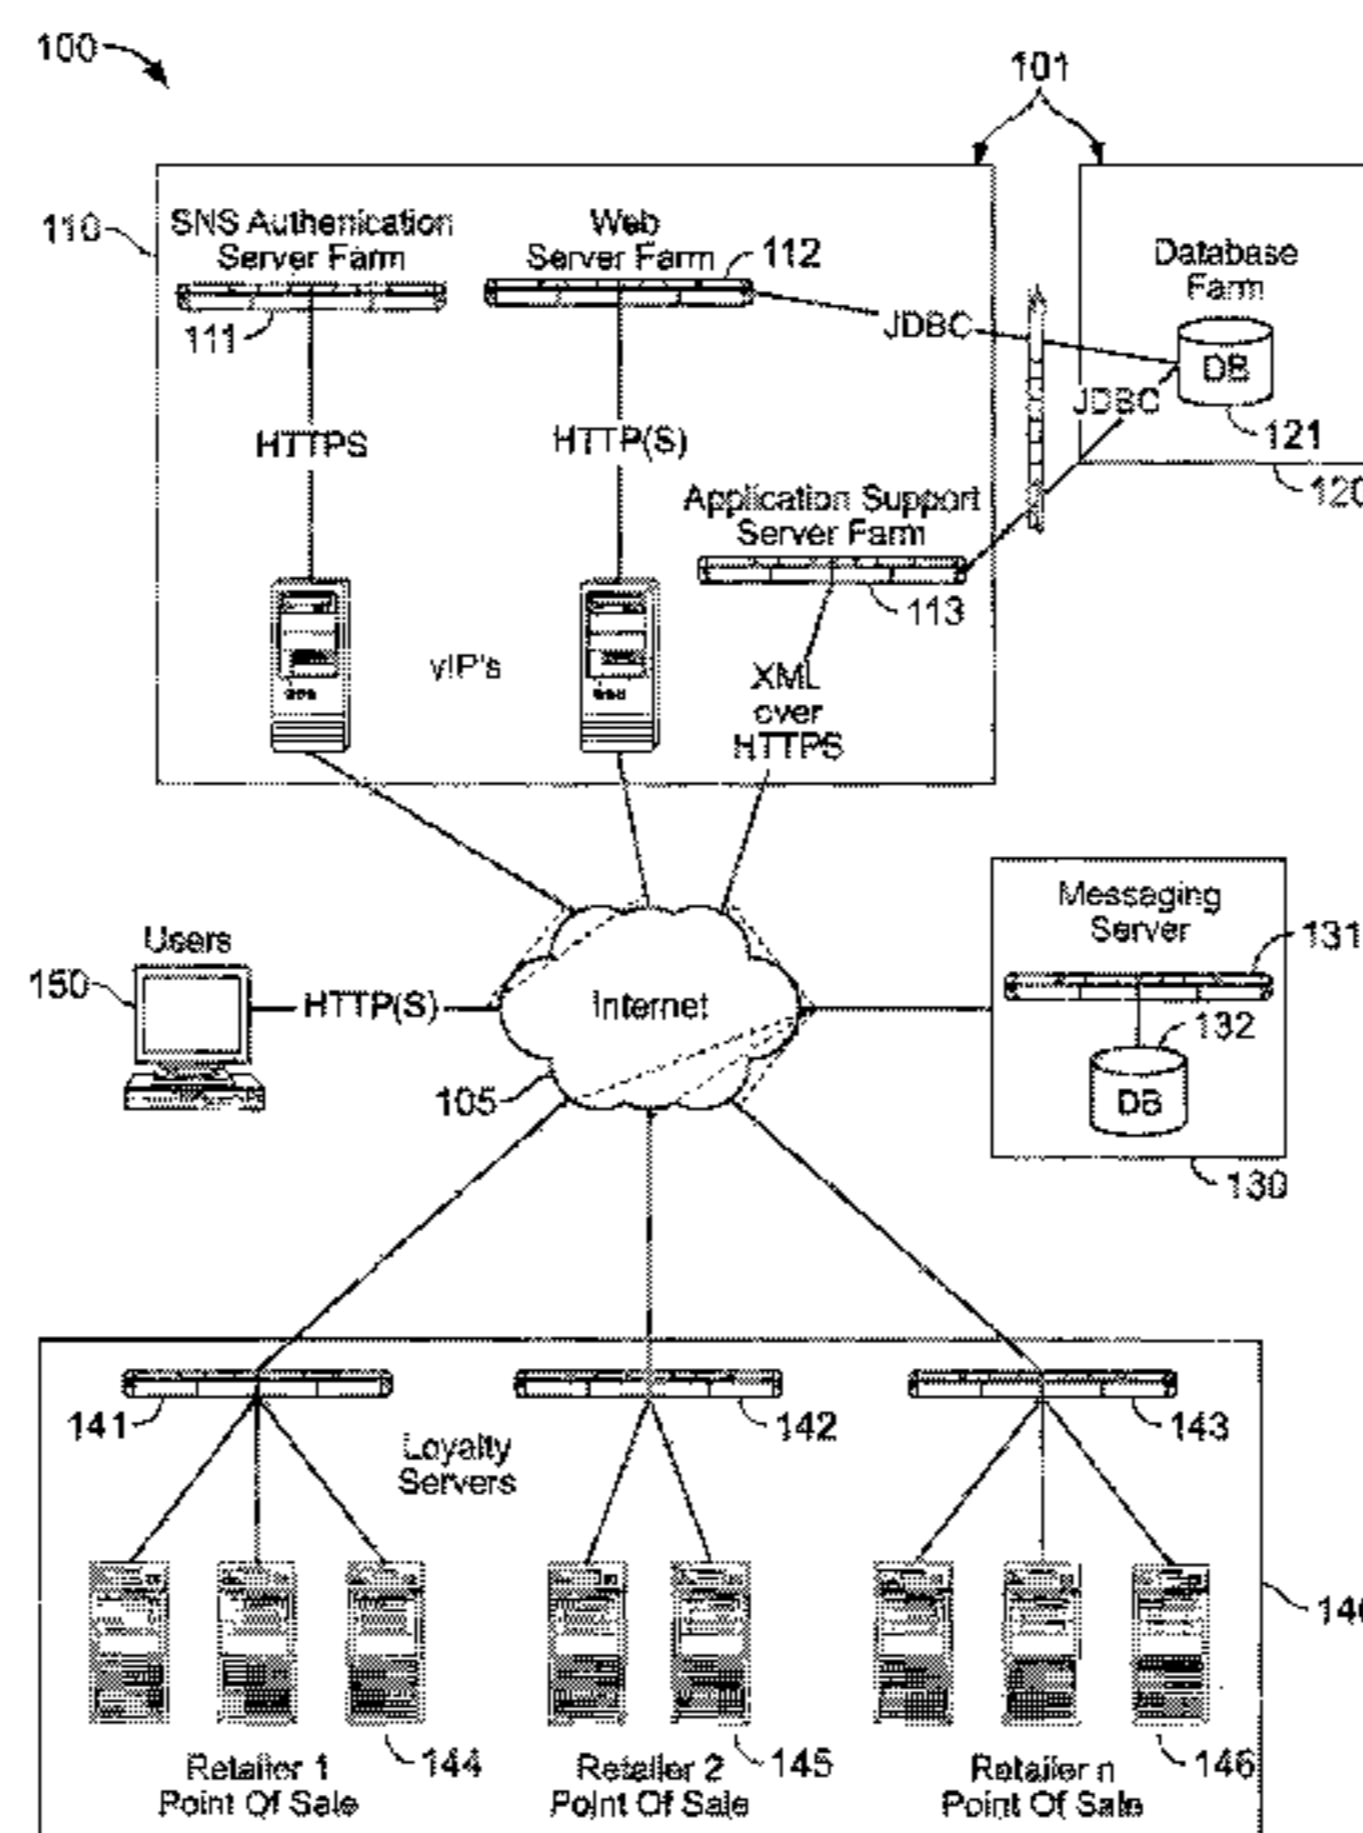 100
101
110
SNS Authenication
Server Farm
111
Web
Server Farm
112
JDBC
Database
Farm
DB
121
120
JDBC
HTTPS
HTTP(S)
Application Support
Server Farm
113
vIP's
XML
over
HTTPS
Users
150
HTTP(S)
Internet
105
Messaging
Server
131
132
DB
130
141
142
143
Loyalty
Servers
140
144
145
146
Retailer 1
Point Of Sale
Retailer 2
Point Of Sale
Retailer n
Point Of Sale